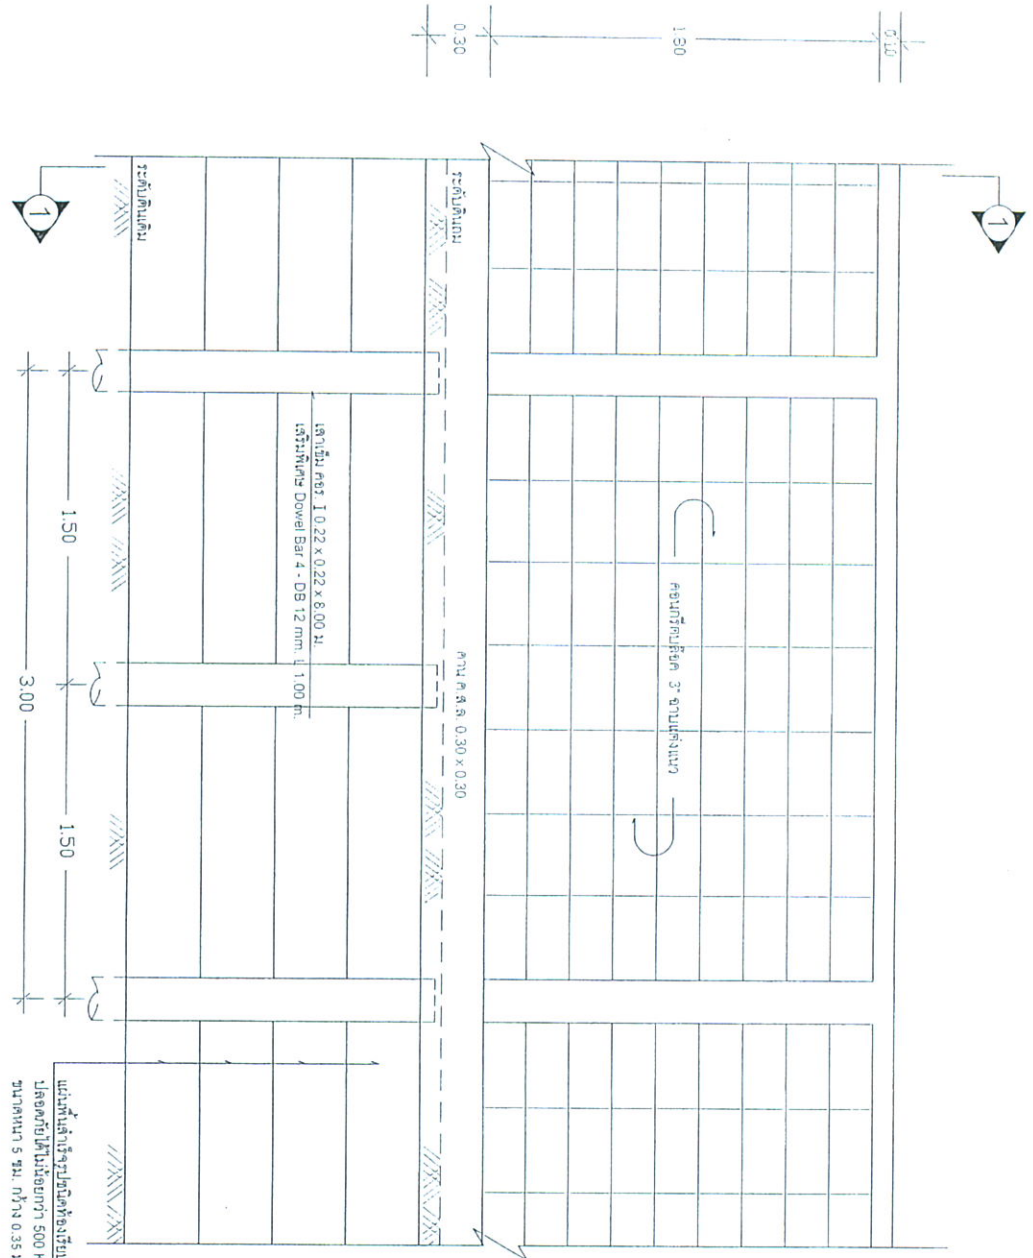 0.10
1.80
0.30
1
1
ระดับดินถม
ระดับดินเดิม
คอนกรีตบล๊อค 3" ฉาบแต่งแนว
คาน ค.ส.ล. 0.30 x 0.30
เสาเข็ม คอร. I 0.22 x 0.22 x 8.00 ม.
เสริมพิเศษ Dowel Bar 4 - DB 12 mm. L 1.00 m.
1.50
1.50
3.00
แผ่นพื้นสำเร็จรูปชนิดท้องเรียบ
ปลอดภัยได้ไม่น้อยกว่า 500
ขนาดหนา 5 ซม. กว้าง 0.35